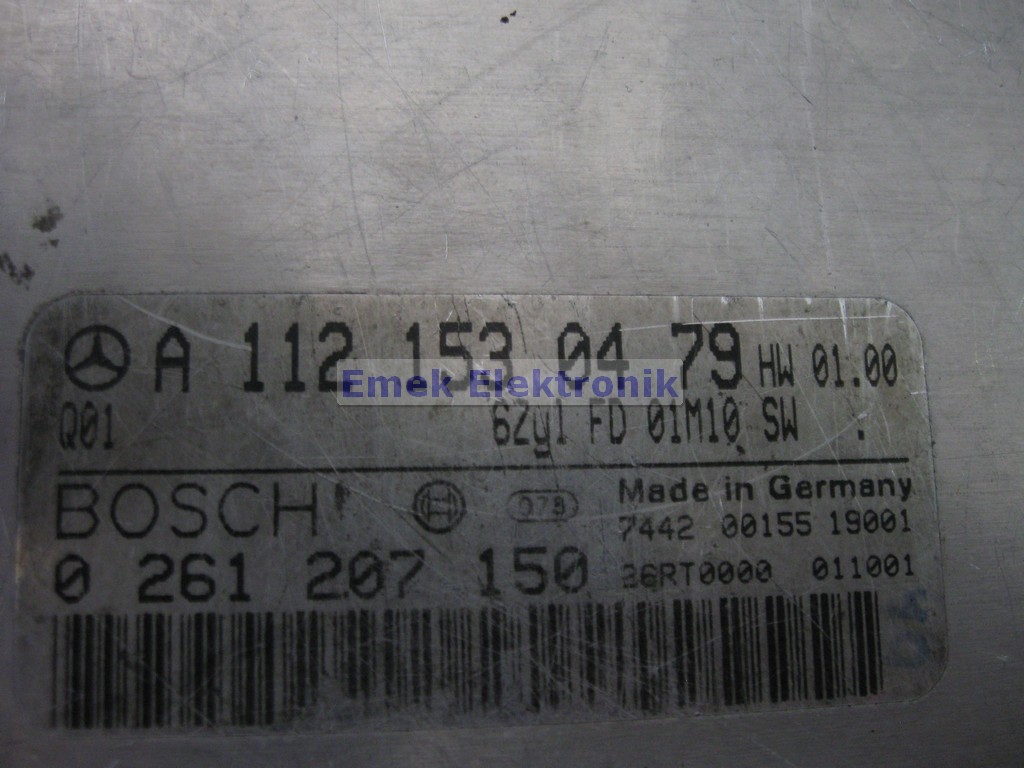 A 112 153 04 79 HW 01.00
Emek Elektronik
Q01 6Zyl FD 01M10 SW .
BOSCH 078 Made in Germany
7442 00155 19001
0 261 207 150 26RT0000 011001